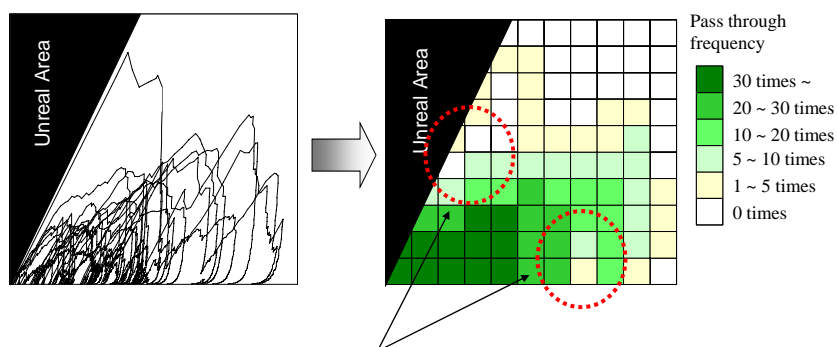 Unreal Area
Unreal Area
Pass through
frequency
30 times ~
20 ~ 30 times
10 ~ 20 times
5 ~ 10 times
1 ~ 5 times
0 times